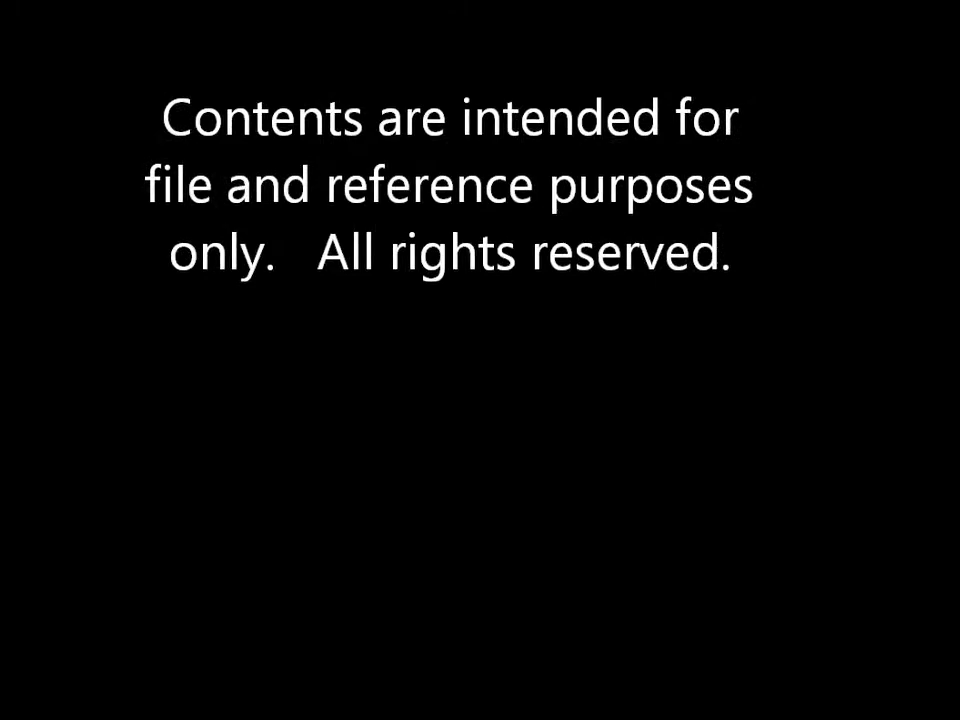 Contents are intended for
file and reference purposes
only.   All rights reserved.